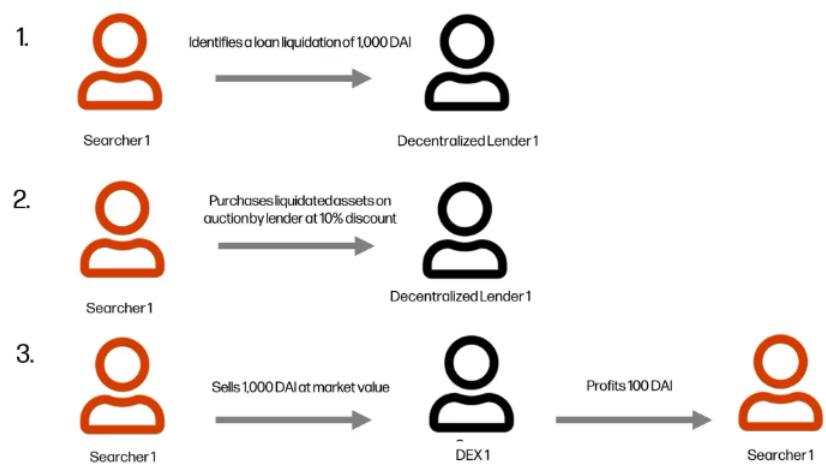 1.
Identifies a loan liquidation of 1,000 DAI
Searcher 1
Decentralized Lender 1
2.
Purchases liquidated assets on
auction by lender at 10% discount
Searcher 1
Decentralized Lender 1
3.
Sells 1,000 DAI at market value
Profits 100 DAI
Searcher 1
DEX 1
Searcher 1